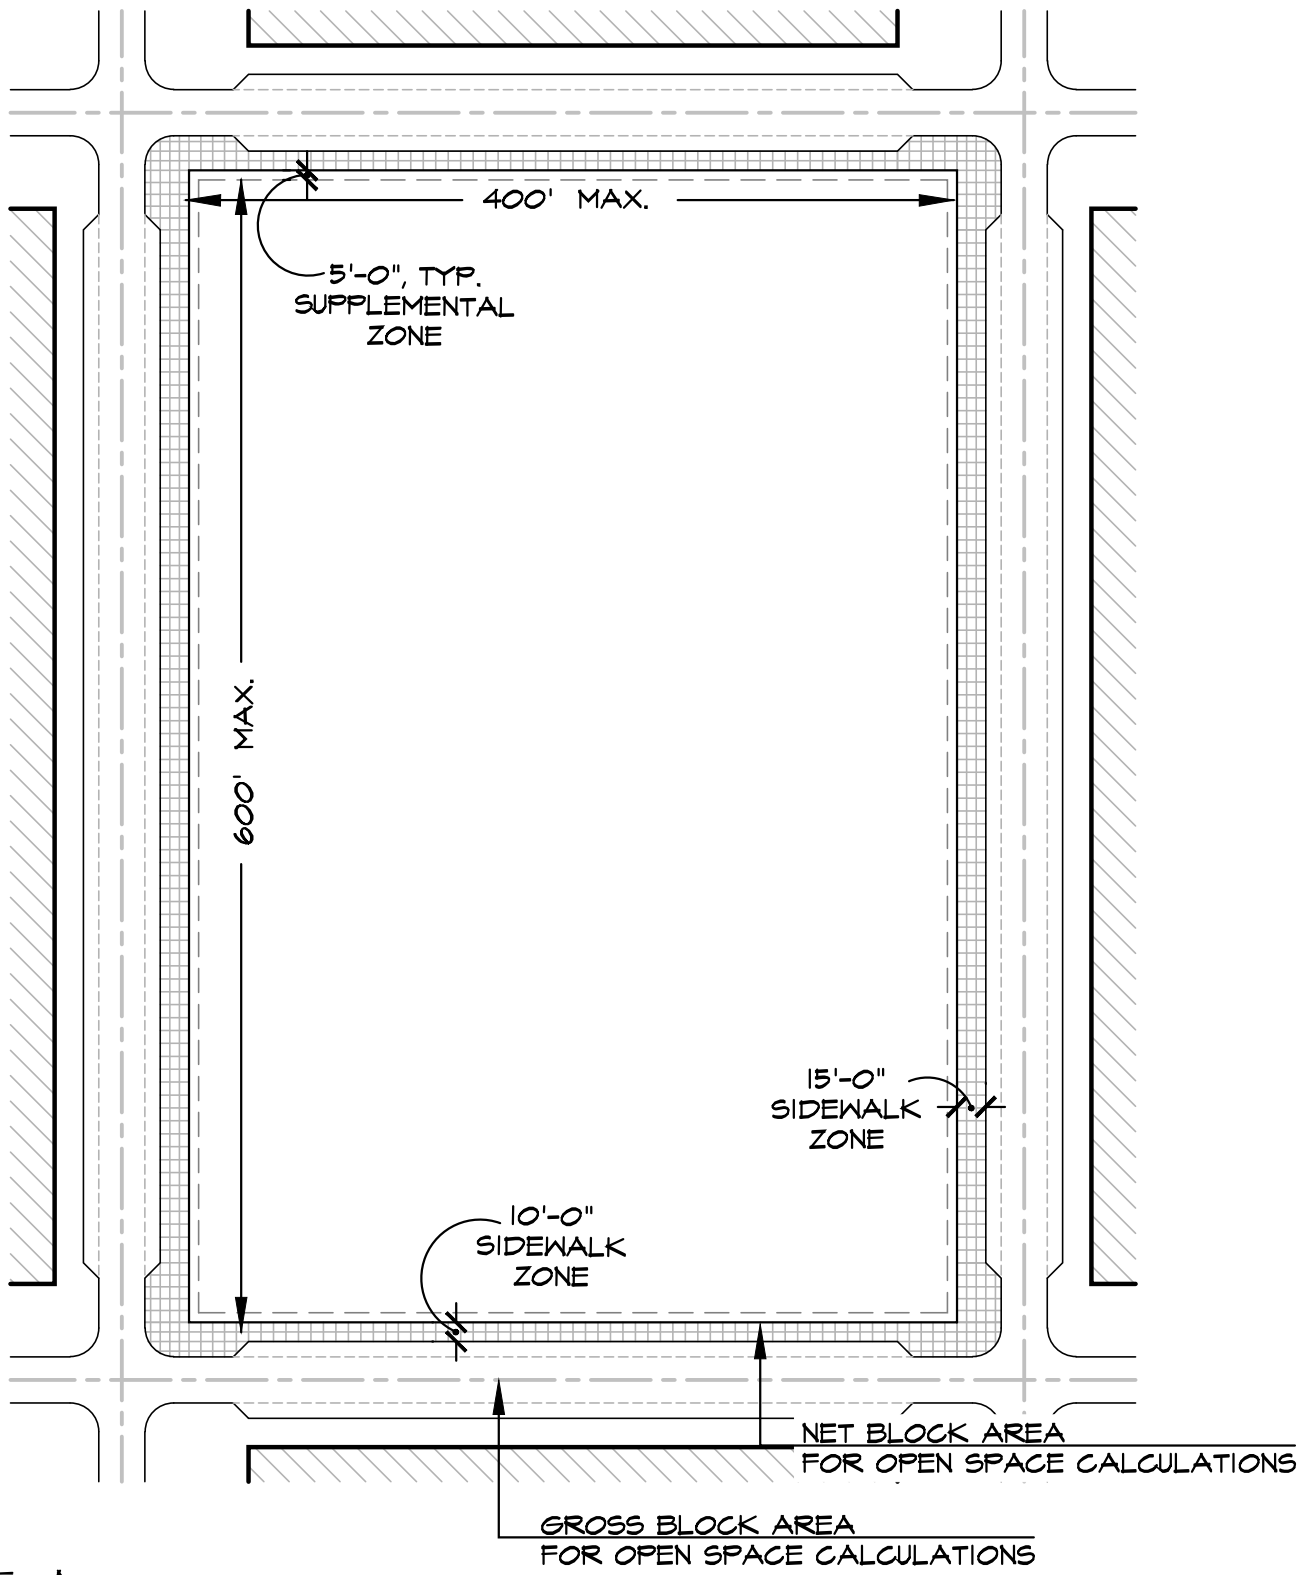 400' MAX.
5'-0", TYP.
SUPPLEMENTAL
ZONE
600' MAX.
15'-0"
SIDEWALK
ZONE
10'-0"
SIDEWALK
ZONE
NET BLOCK AREA
FOR OPEN SPACE CALCULATIONS
GROSS BLOCK AREA
FOR OPEN SPACE CALCULATIONS